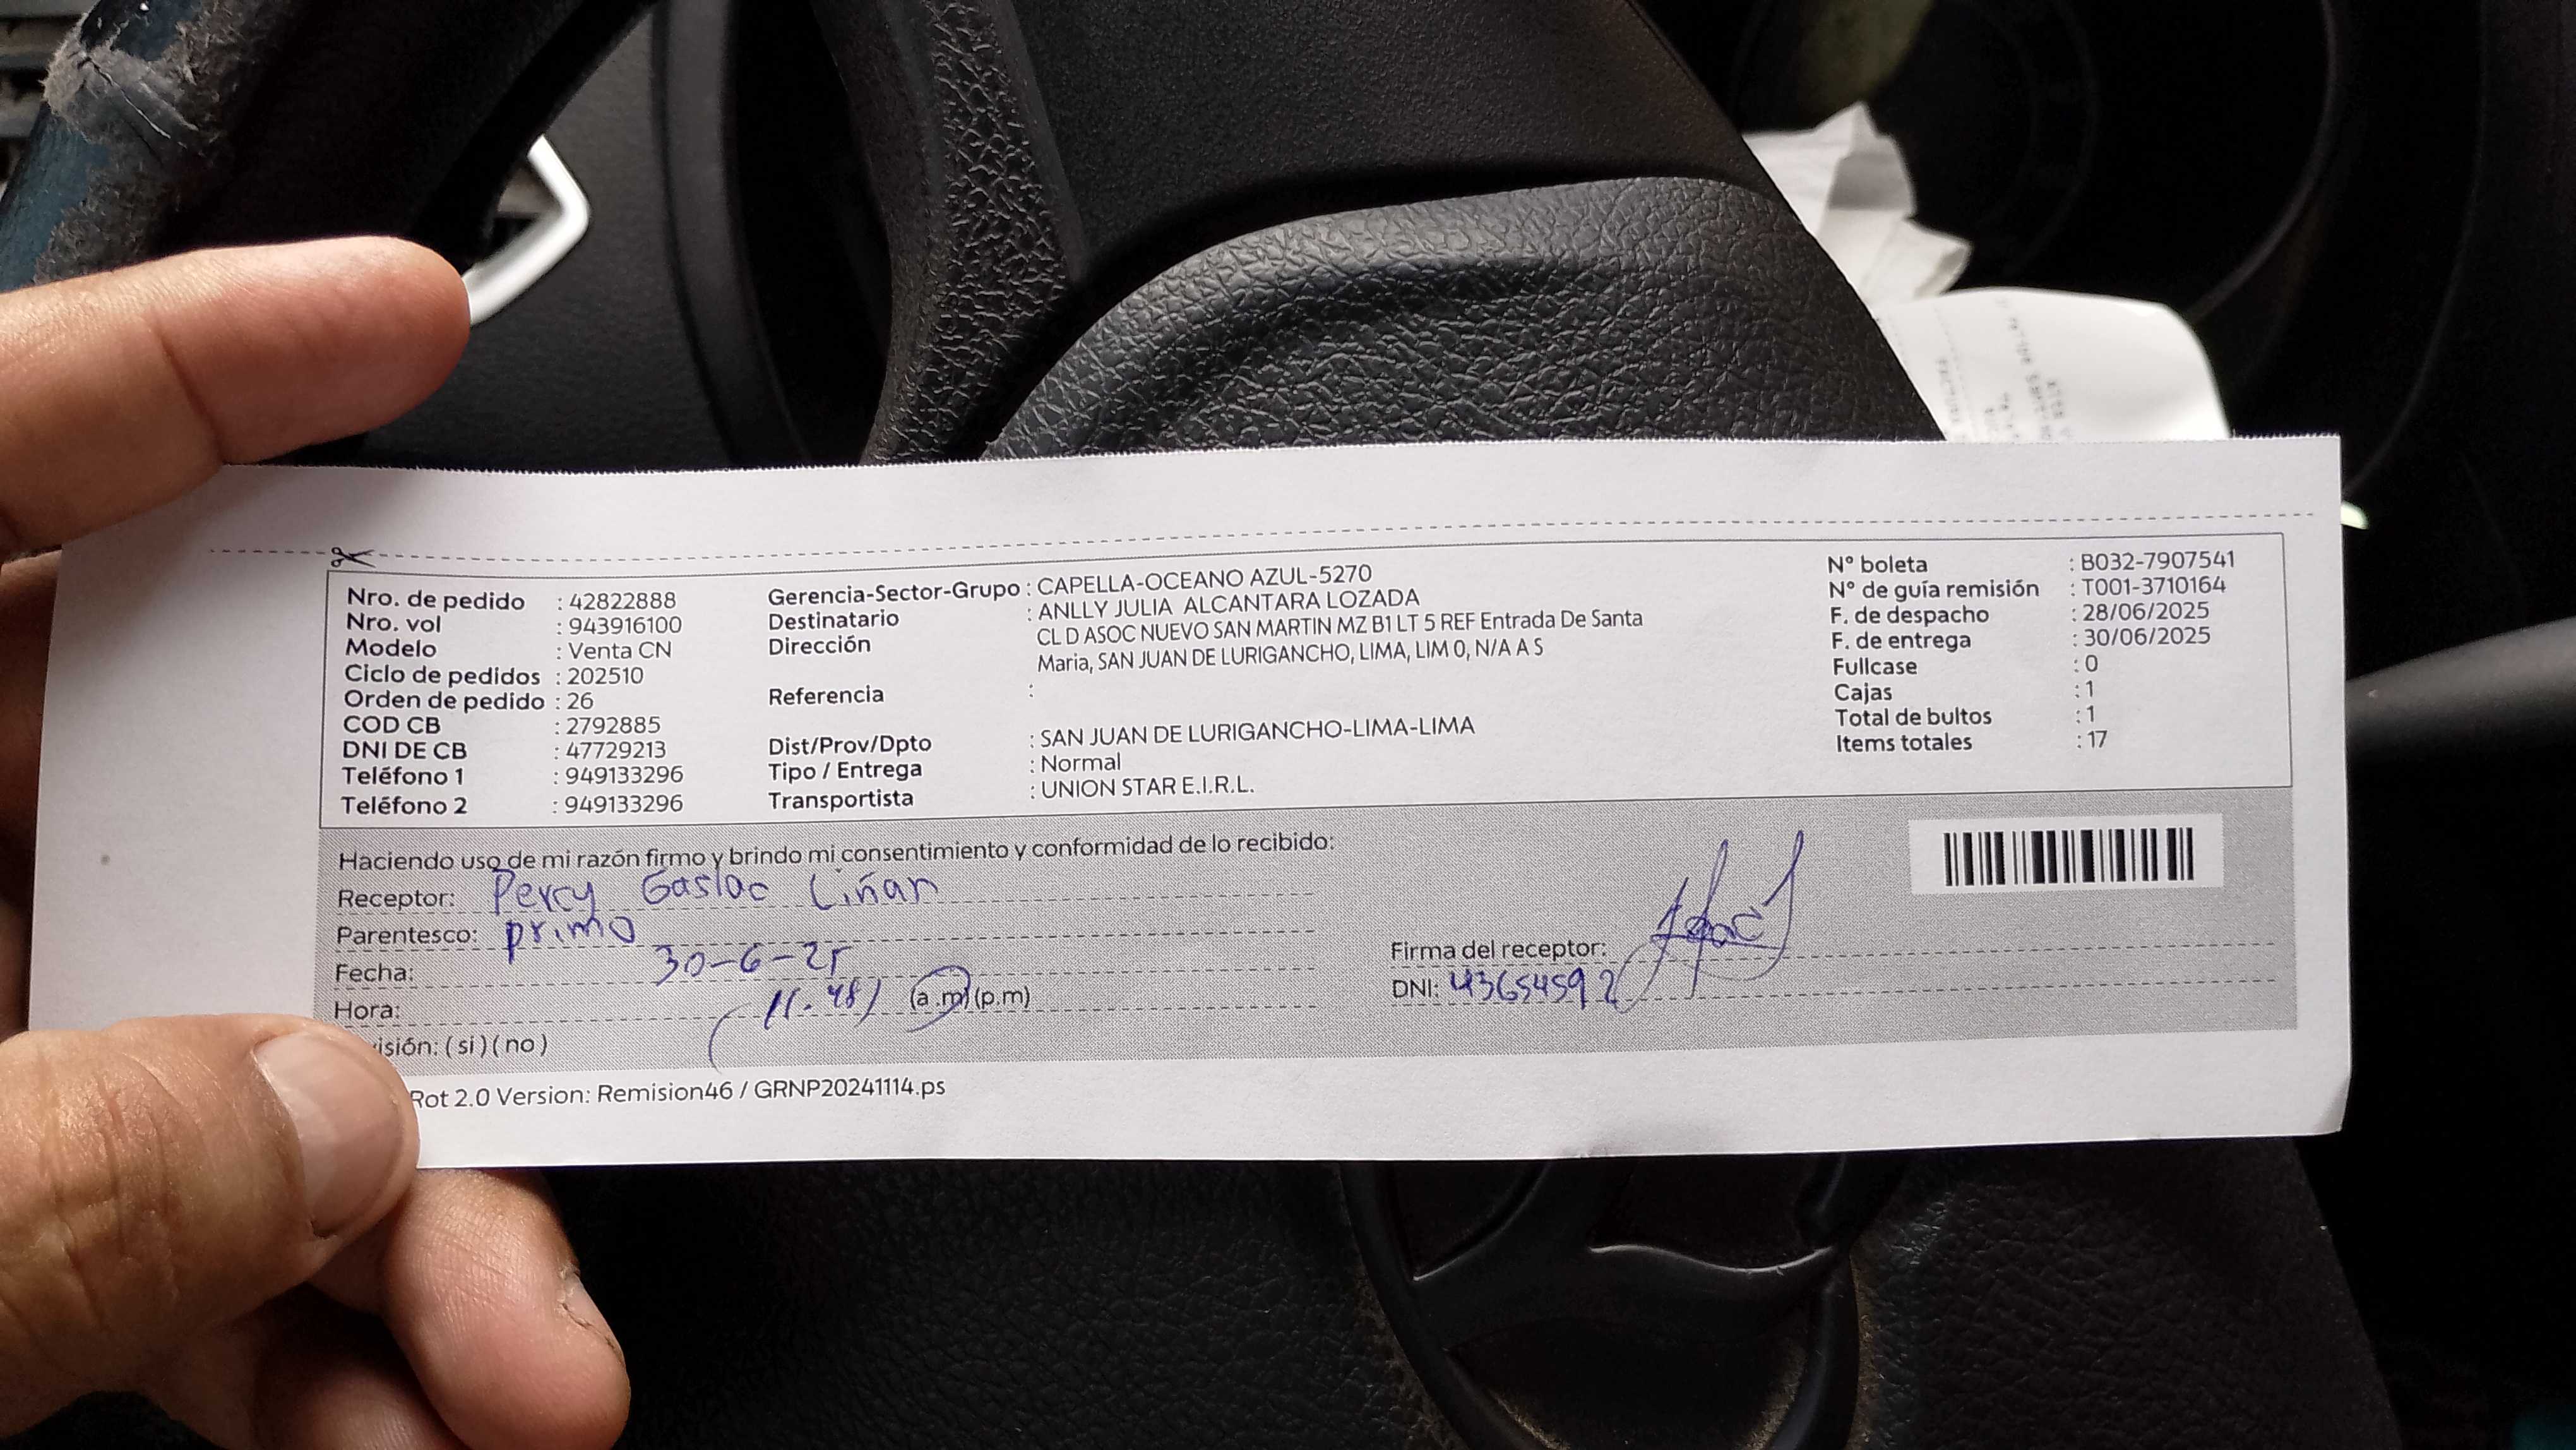 Nro. de pedido : 42822888
Nro. vol : 943916100
Modelo : Venta CN
Ciclo de pedidos : 202510
Orden de pedido : 26
COD CB : 2792885
DNI DE CB : 47729213
Teléfono 1 : 949133296
Teléfono 2 : 949133296
Gerencia-Sector-Grupo : CAPELLA-OCEANO AZUL-5270
Destinatario : ANLLY JULIA ALCANTARA LOZADA
Dirección CL D ASOC NUEVO SAN MARTIN MZ B1 LT 5 REF Entrada De Santa
Maria, SAN JUAN DE LURIGANCHO, LIMA, LIM 0, N/A A S
Referencia :
Dist/Prov/Dpto : SAN JUAN DE LURIGANCHO-LIMA-LIMA
Tipo / Entrega : Normal
Transportista : UNION STAR E.I.R.L.
N° boleta : B032-7907541
N° de guía remisión : T001-3710164
F. de despacho : 28/06/2025
F. de entrega : 30/06/2025
Fullcase : 0
Cajas : 1
Total de bultos : 1
Items totales : 17
Haciendo uso de mi razón firmo y brindo mi consentimiento y conformidad de lo recibido:
Receptor: Percy Gaslac Liñan
Parentesco: primo
Fecha: 30-6-25
Hora: 11.48 (a.m) (p.m)
isión: ( si ) ( no )
Firma del receptor:
DNI: 43654592
Rot 2.0 Version: Remision46 / GRNP20241114.ps